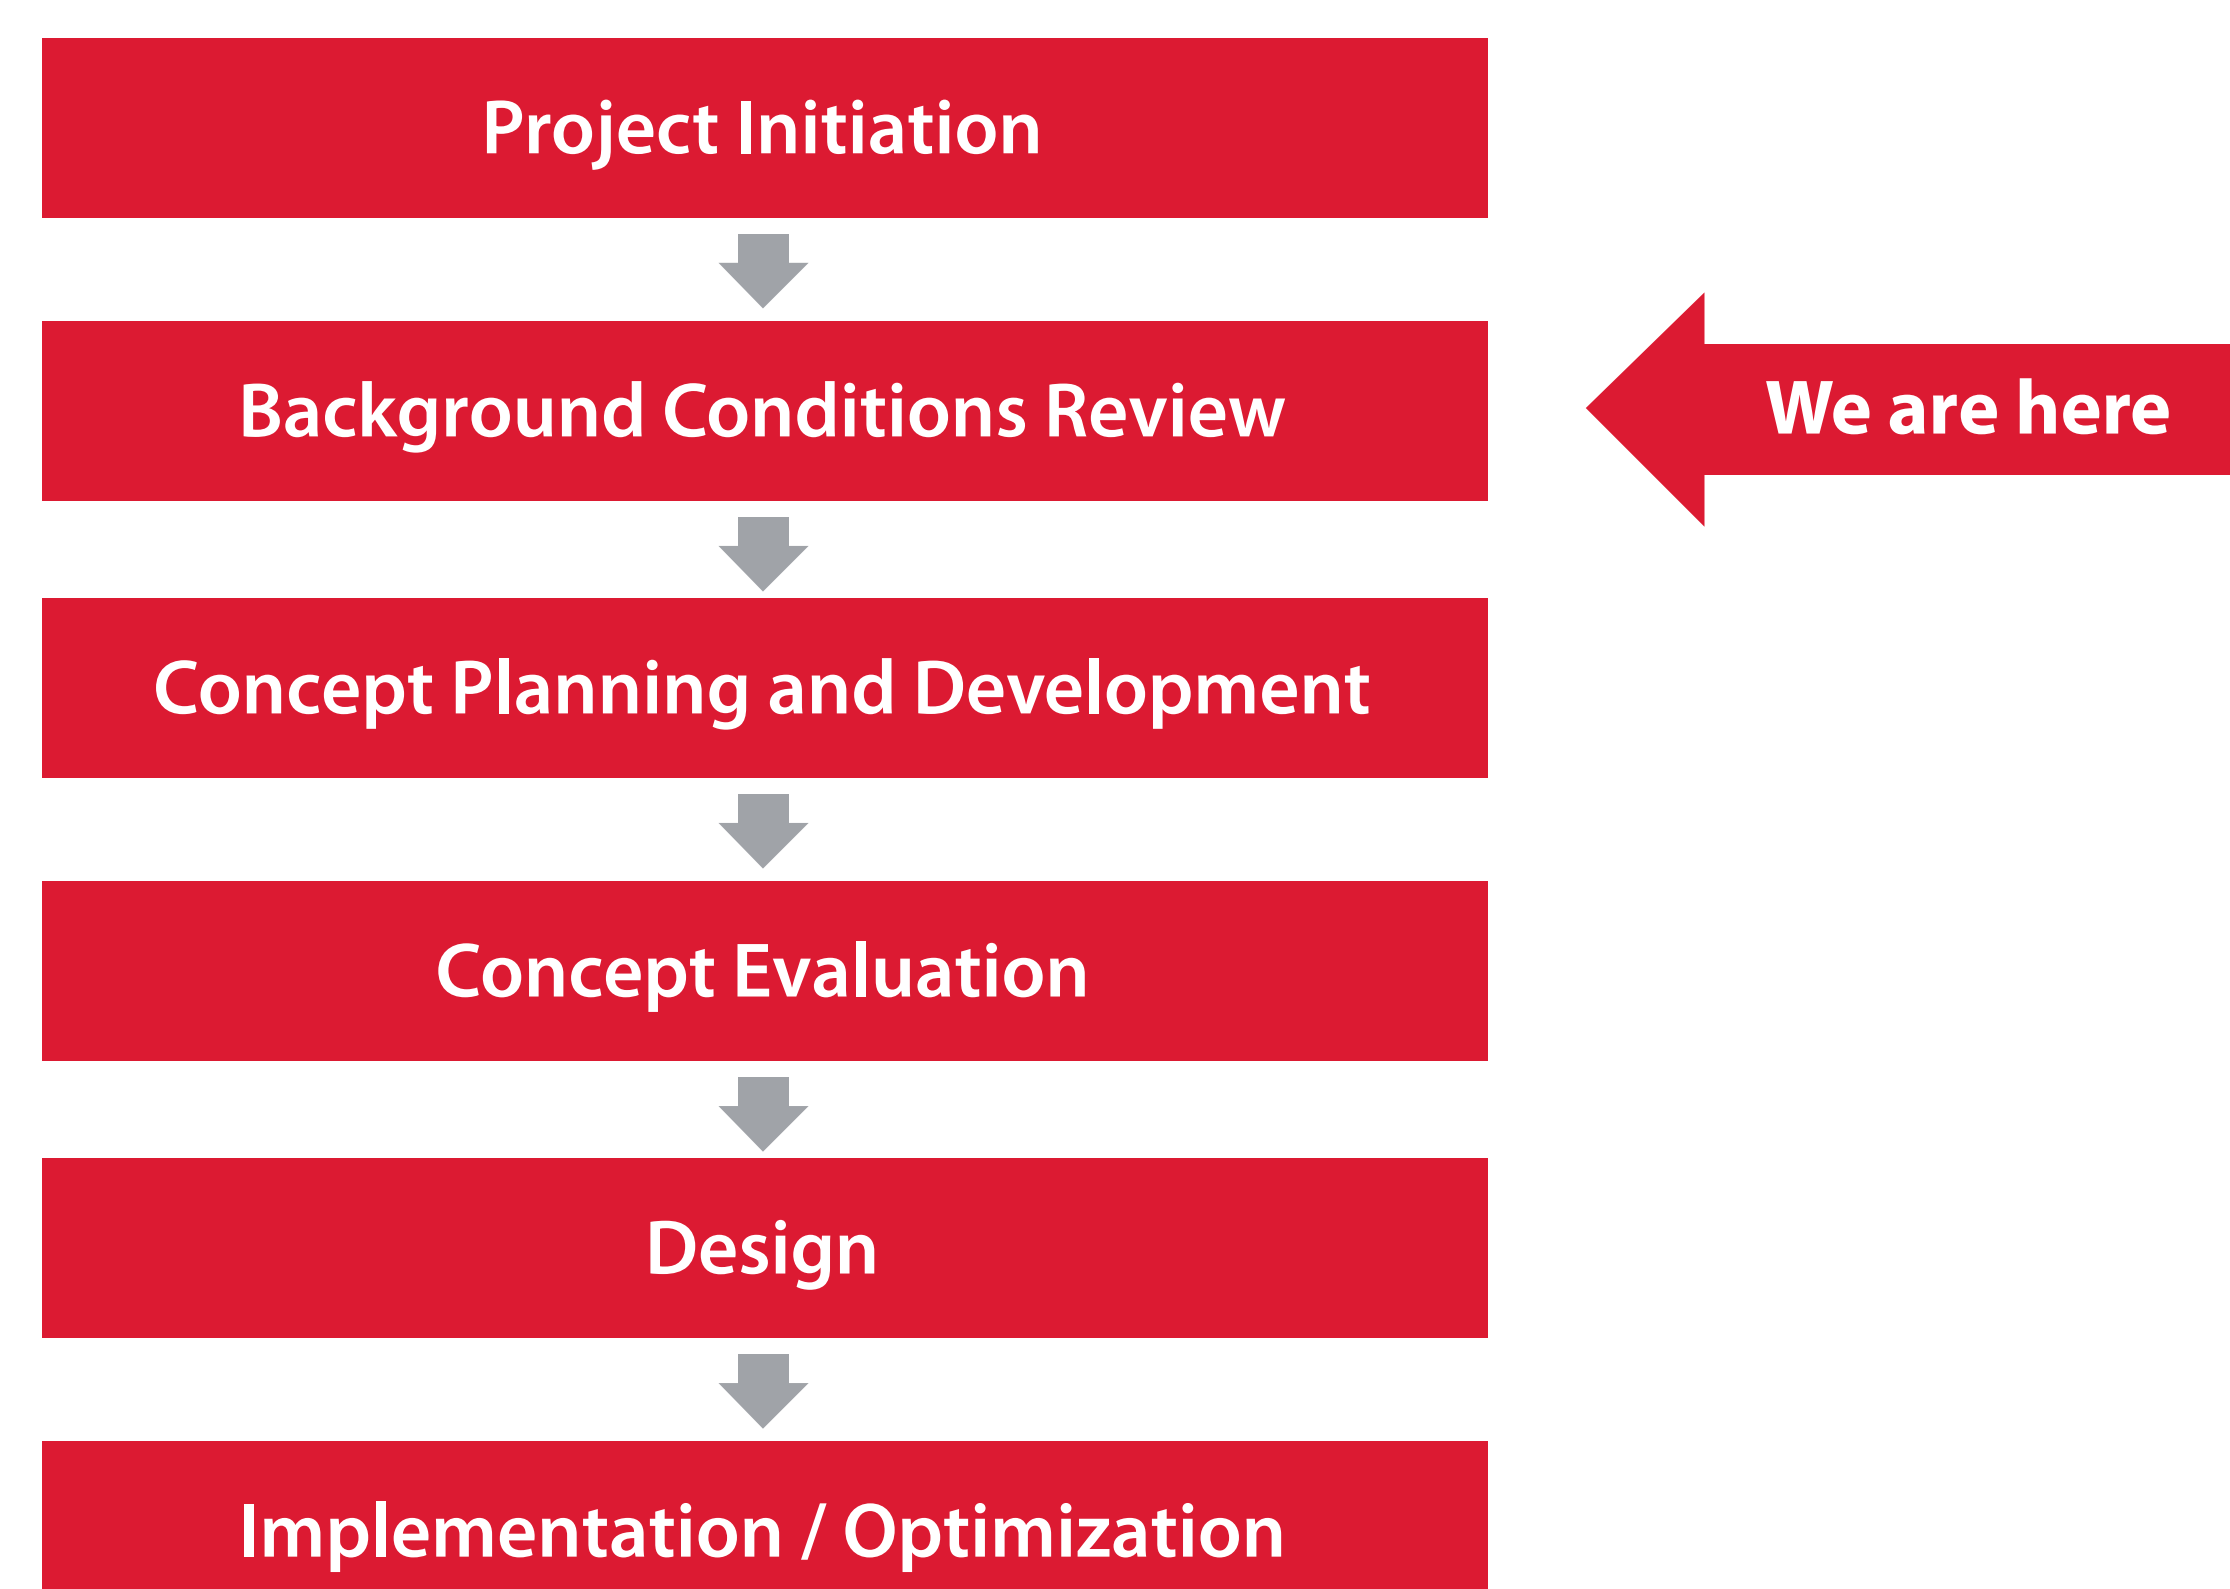 Project Initiation
Background Conditions Review
We are here
Concept Planning and Development
Concept Evaluation
Design
Implementation / Optimization